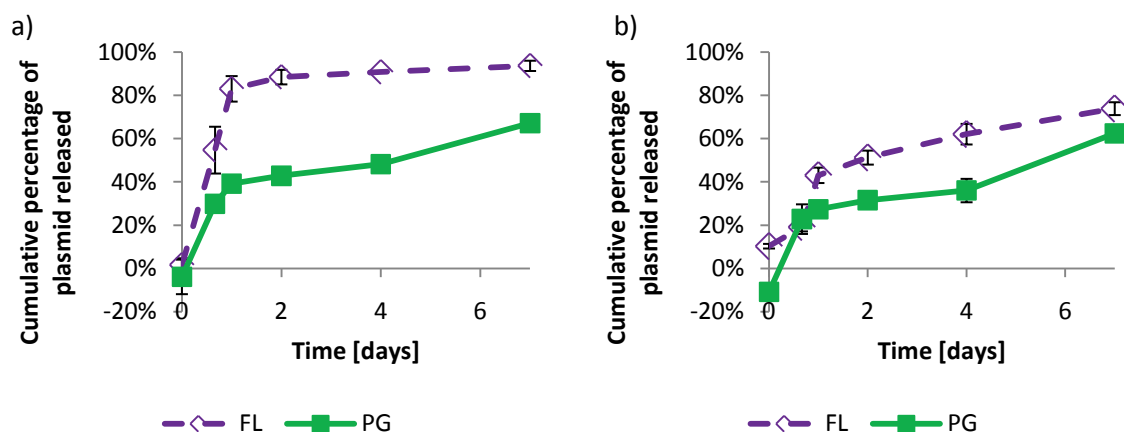 a)
Cumulative percentage of
plasmid released
100%
80%
60%
40%
20%
0%
-20%
0 2 4 6
Time [days]
FL PG
b)
Cumulative percentage of
plasmid released
100%
80%
60%
40%
20%
0%
-20%
0 2 4 6
Time [days]
FL PG